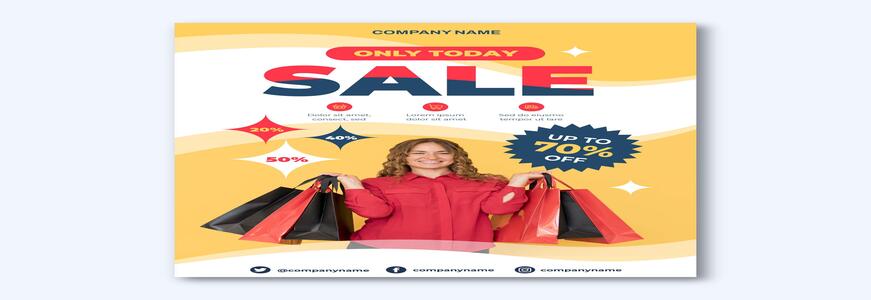 COMPANY NAME
ONLY TODAY
SALE
Dolor sit amet,
consect, sed
Lorem ipsum
dolor sit amet
Sed do eiusmo
tempor ut lare
20%
40%
50%
UP TO
70%
OFF
@companyname
companyname
@companyname